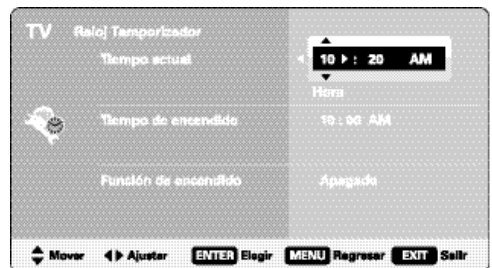 TV Reloj Temporizador
Tiempo actual 10 : 20 AM
Hora
Tiempo de encendido 10 : 00 AM
Función de encendido Apagado
Mover Ajustar ENTER Elegir MENU Regresar EXIT Salir